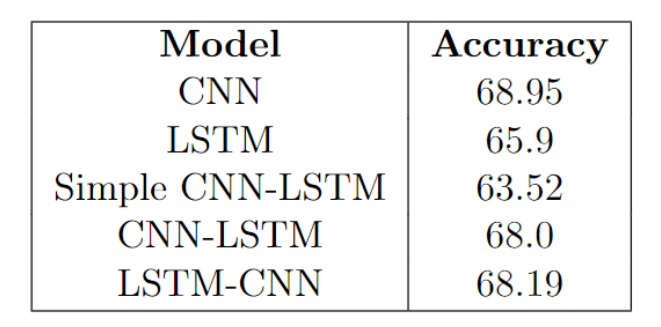 Model Accuracy
CNN 68.95
LSTM 65.9
Simple CNN-LSTM 63.52
CNN-LSTM 68.0
LSTM-CNN 68.19